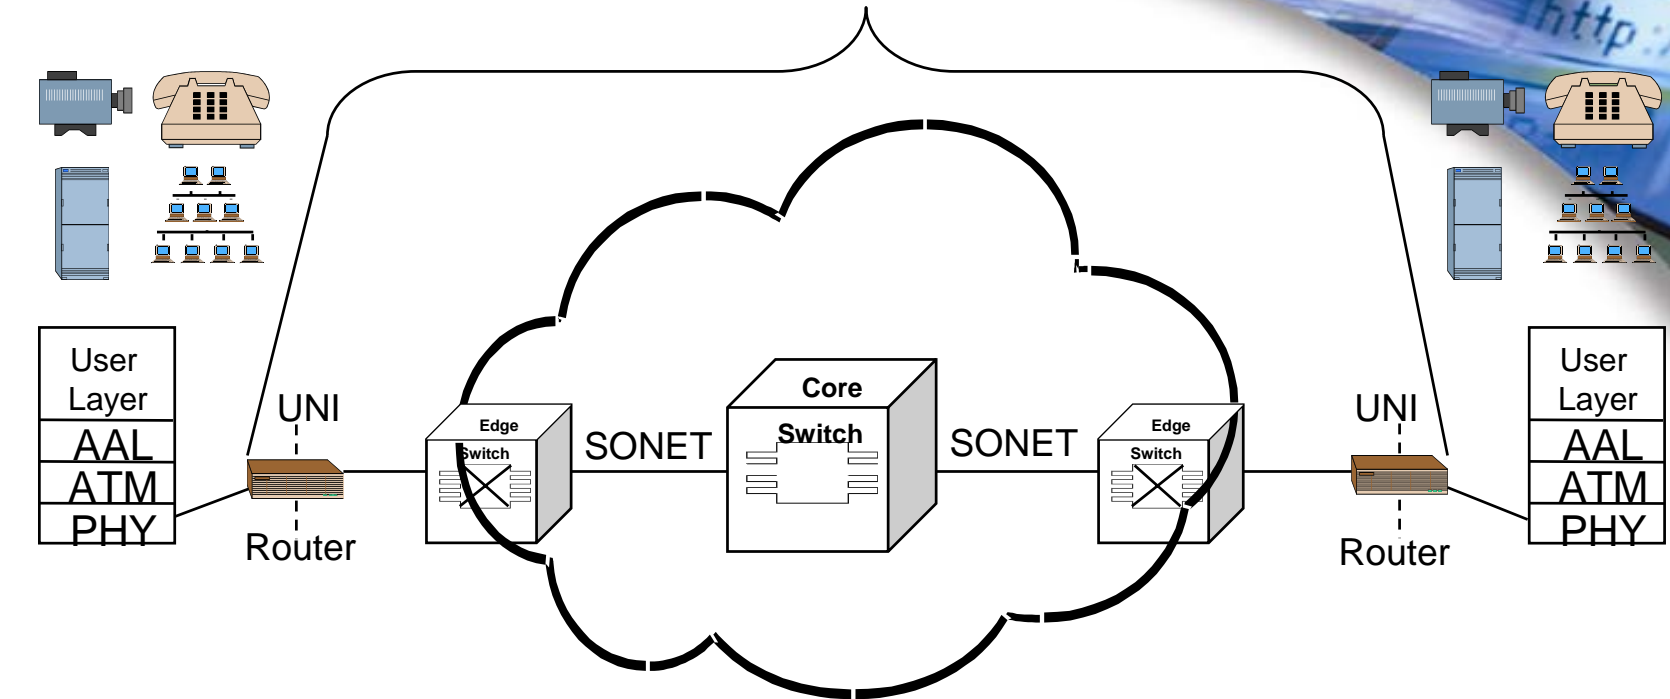 http:/
User
Layer
AAL
ATM
PHY
UNI
Router
Edge
Switch
SONET
Core
Switch
SONET
Edge
Switch
UNI
Router
User
Layer
AAL
ATM
PHY